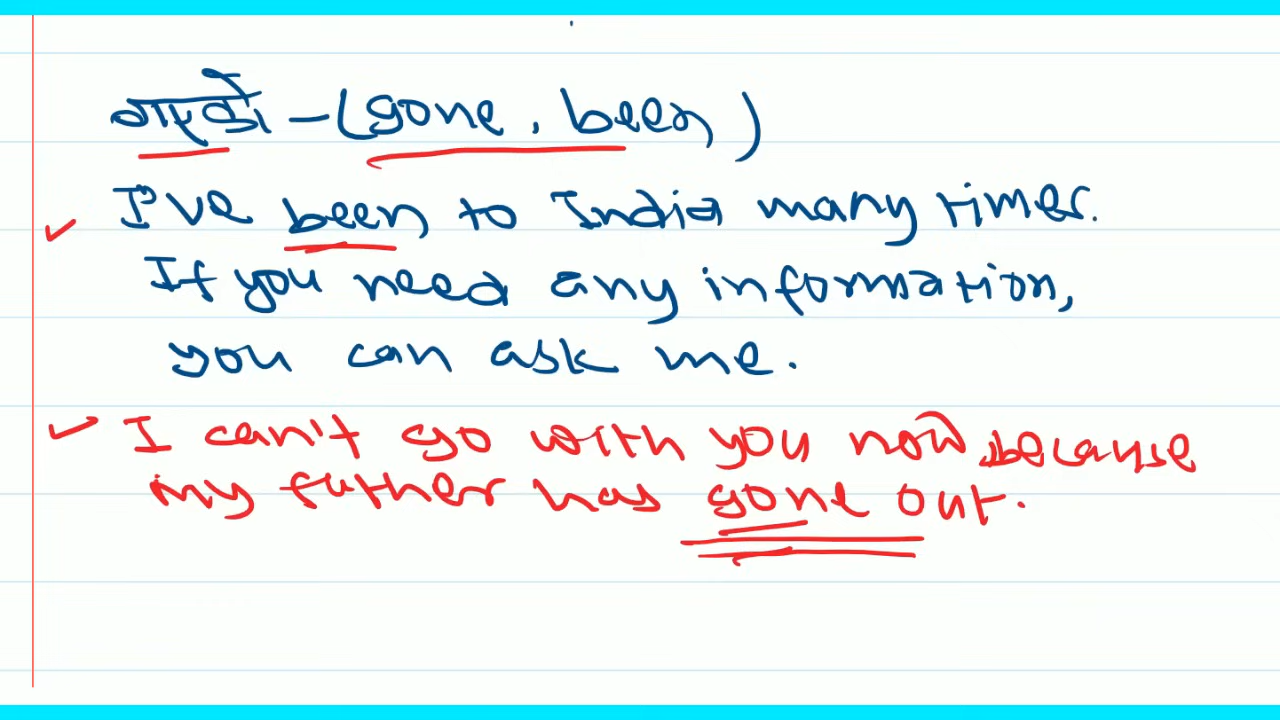 गएको - (gone, been)
I've been to India many times.
If you need any information,
you can ask me.
I can't go with you now, because
my father has gone out.